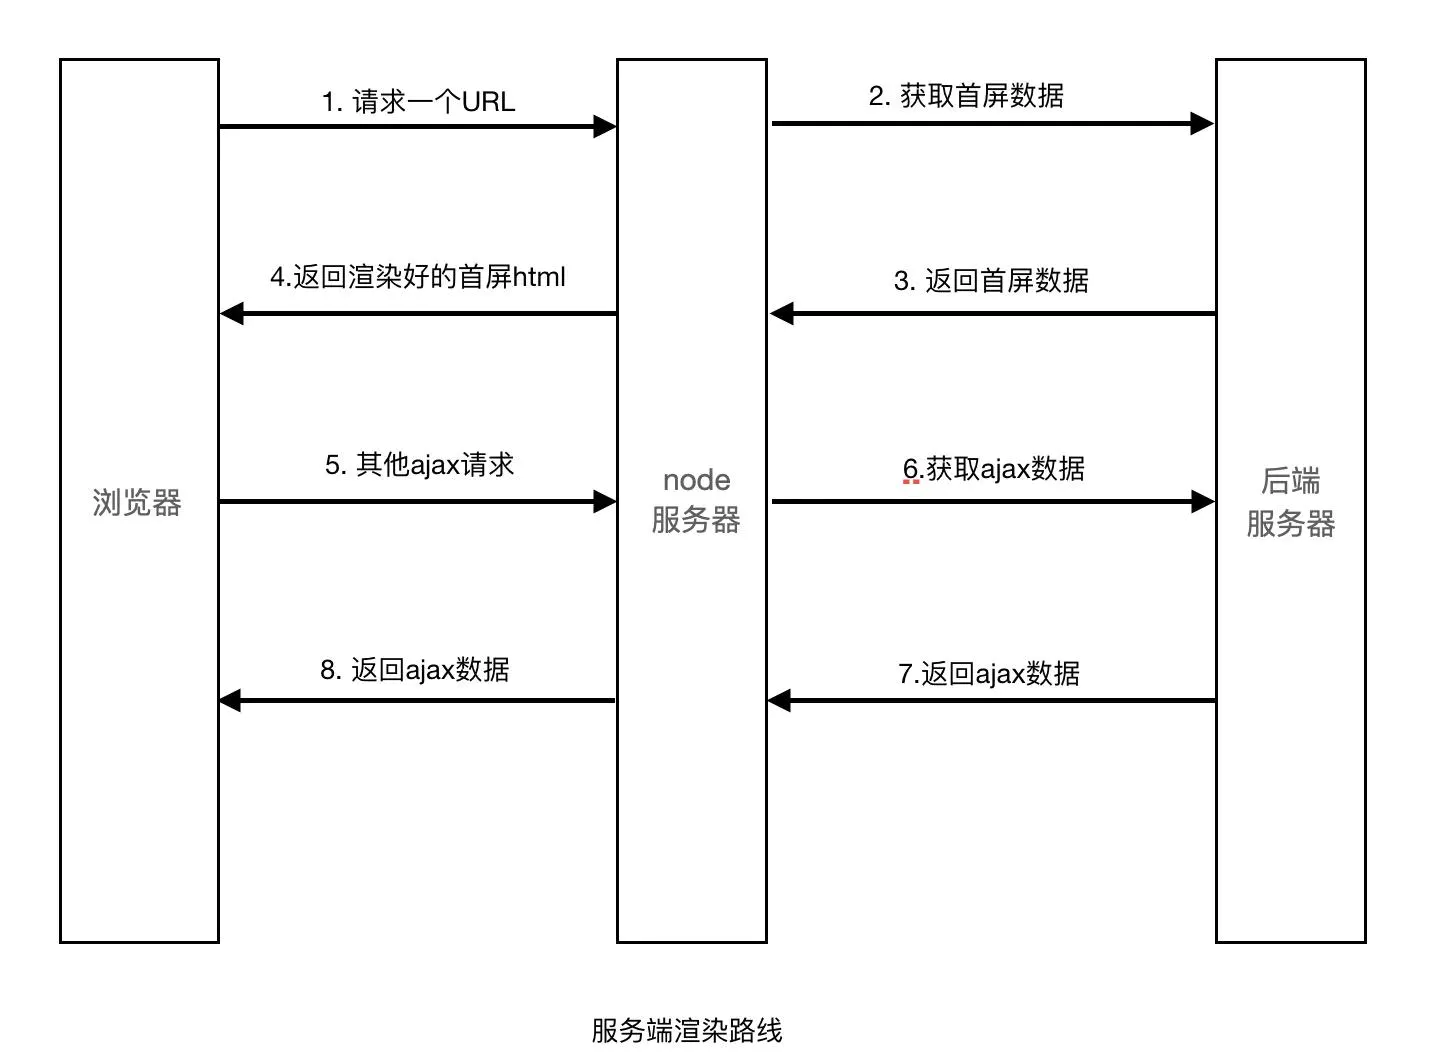 1. 请求一个URL
2. 获取首屏数据
4.返回渲染好的首屏html
3. 返回首屏数据
5. 其他ajax请求
6.获取ajax数据
浏览器
node
服务器
后端
服务器
8. 返回ajax数据
7.返回ajax数据
服务端渲染路线